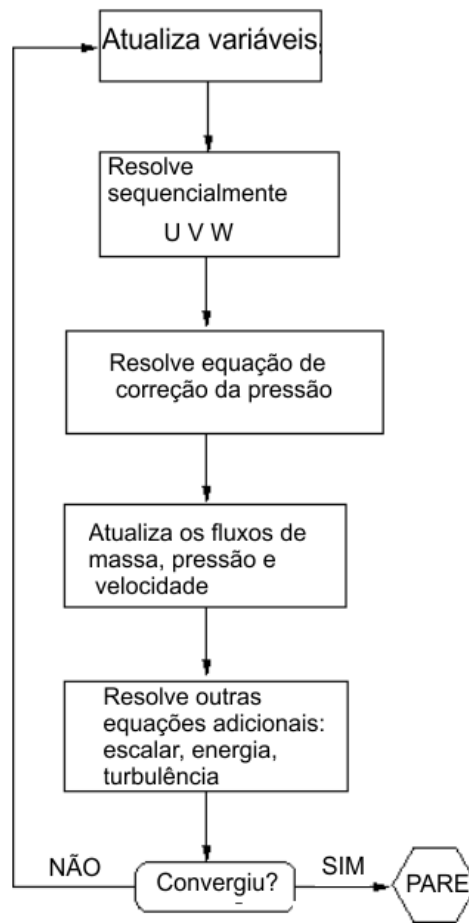 Atualiza variáveis
Resolve
sequencialmente
U V W
Resolve equação de
correção da pressão
Atualiza os fluxos de
massa, pressão e
velocidade
Resolve outras
equações adicionais:
escalar, energia,
turbulência
NÃO
Convergiu?
SIM
PARE